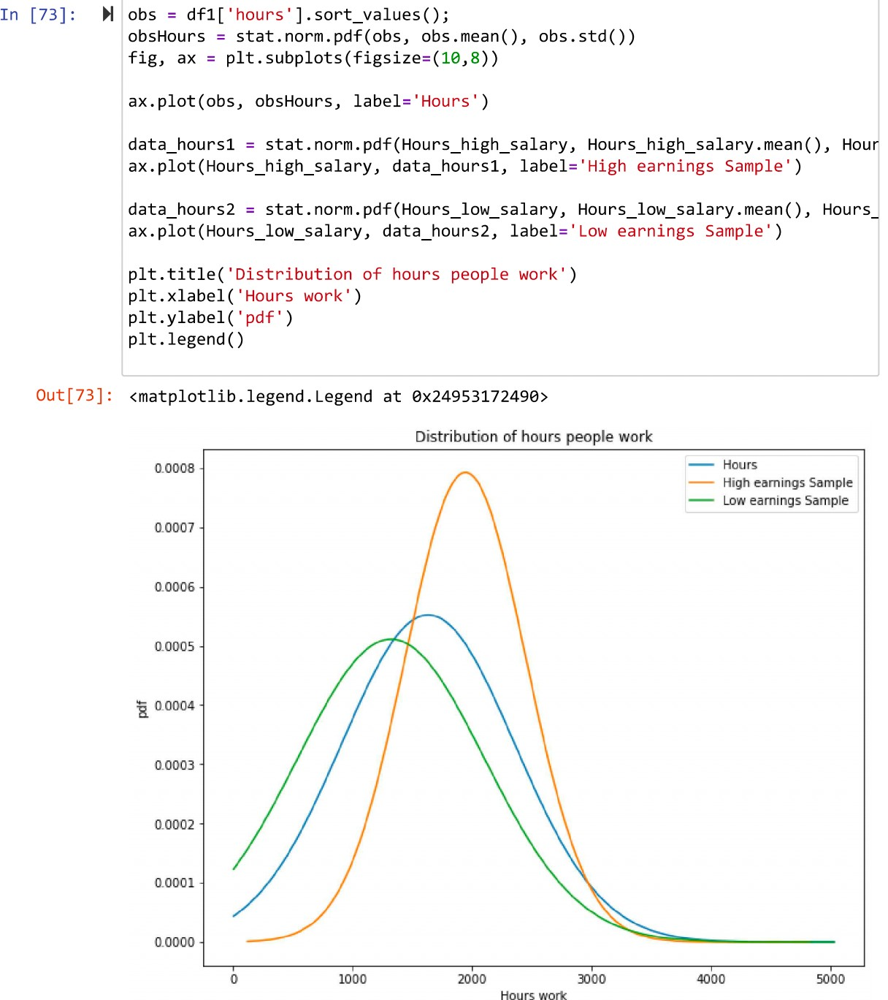 In [73]:
obs = df1['hours'].sort_values();
obsHours = stat.norm.pdf(obs, obs.mean(), obs.std())
fig, ax = plt.subplots(figsize=(10,8))
ax.plot(obs, obsHours, label='Hours')
data_hours1 = stat.norm.pdf(Hours_high_salary, Hours_high_salary.mean(), Hour
ax.plot(Hours_high_salary, data_hours1, label='High earnings Sample')
data_hours2 = stat.norm.pdf(Hours_low_salary, Hours_low_salary.mean(), Hours_
ax.plot(Hours_low_salary, data_hours2, label='Low earnings Sample')
plt.title('Distribution of hours people work')
plt.xlabel('Hours work')
plt.ylabel('pdf')
plt.legend()
Out[73]: <matplotlib.legend.Legend at 0x24953172490>
Distribution of hours people work
Hours
High earnings Sample
Low earnings Sample
0.0008
0.0007
0.0006
0.0005
0.0004
0.0003
0.0002
0.0001
0.0000
pdf
0 1000 2000 3000 4000 5000
Hours work